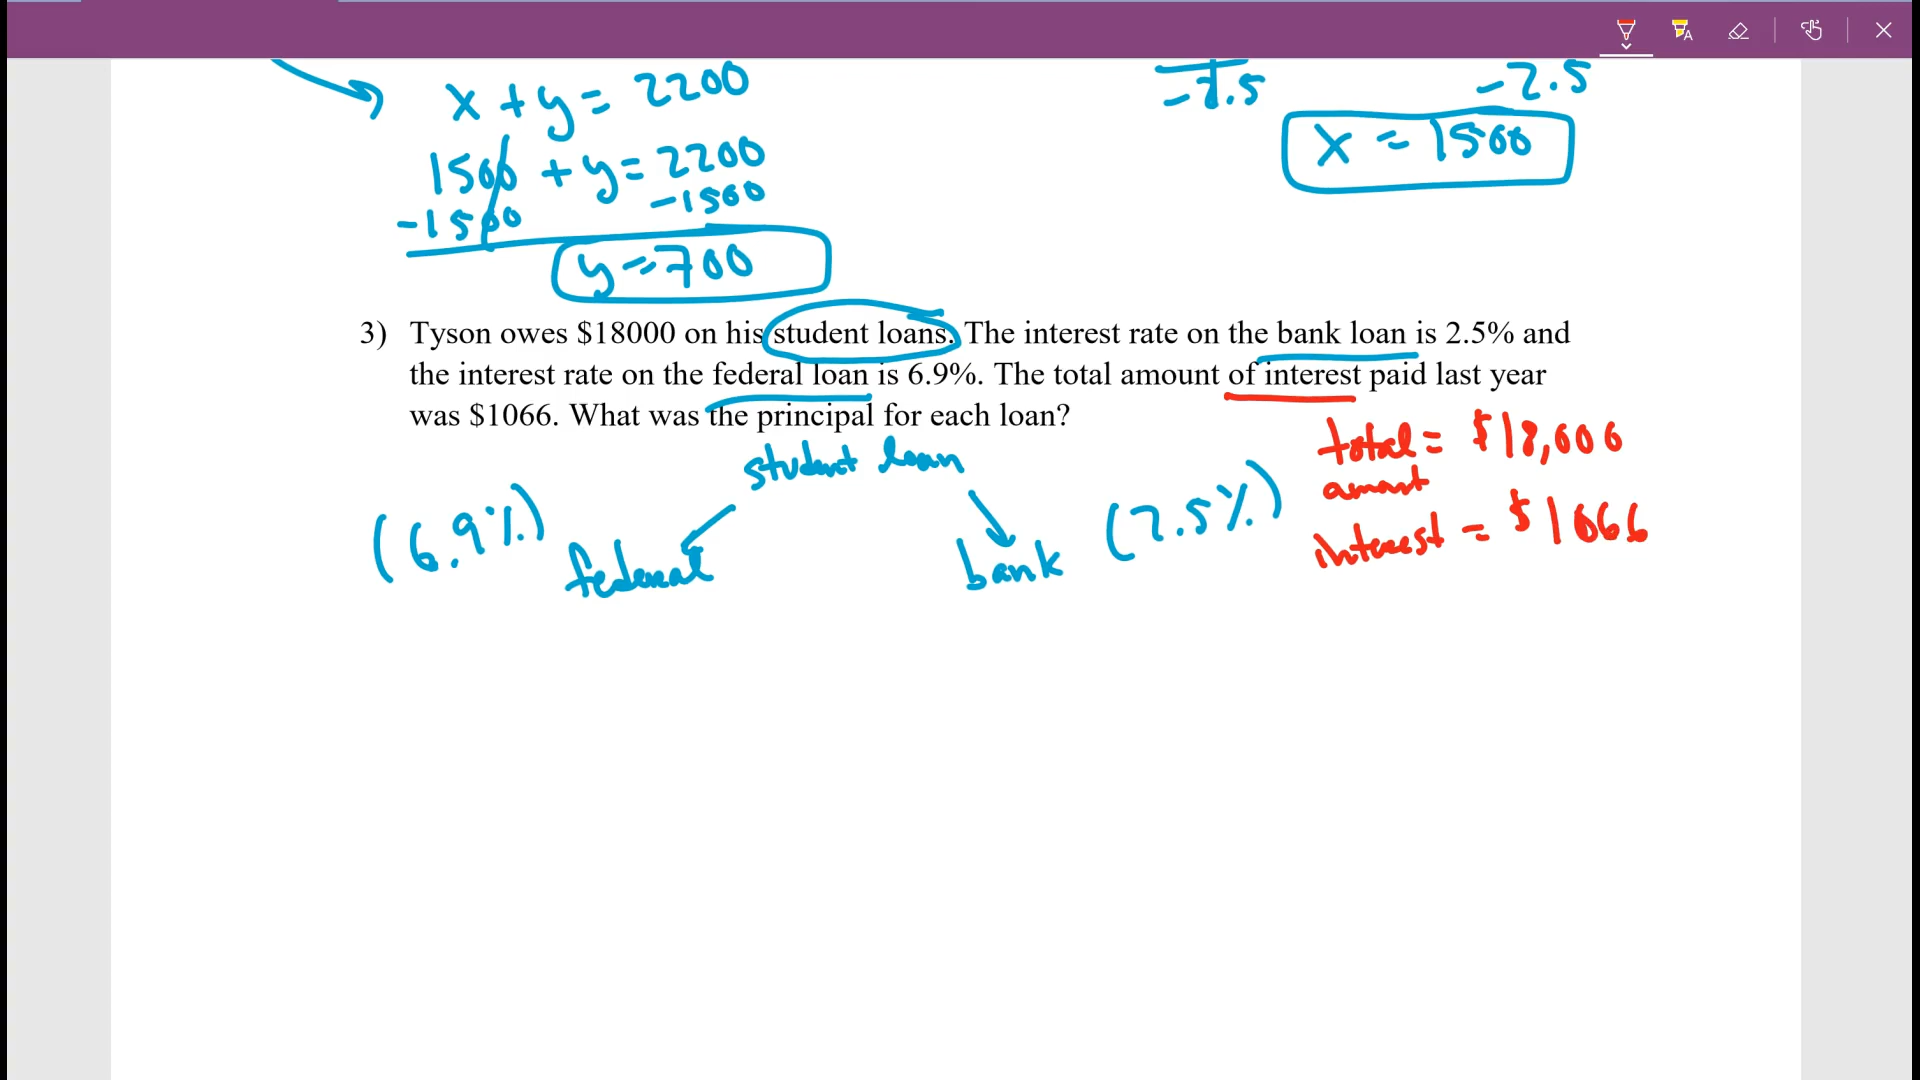 x + y = 2200
1500 + y = 2200
-1500 -1500
y = 700
-2.5 -2.5
x = 1500
3) Tyson owes $18000 on his student loans. The interest rate on the bank loan is 2.5% and
the interest rate on the federal loan is 6.9%. The total amount of interest paid last year
was $1066. What was the principal for each loan?
student loan
(6.9%) federal
bank (2.5%)
total amount = $18,000
interest = $1066